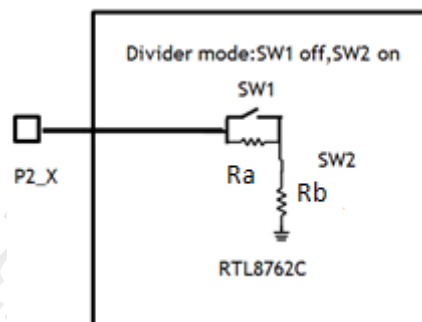 Divider mode:SW1 off,SW2 on
SW1
P2_X
Ra
SW2
Rb
RTL8762C